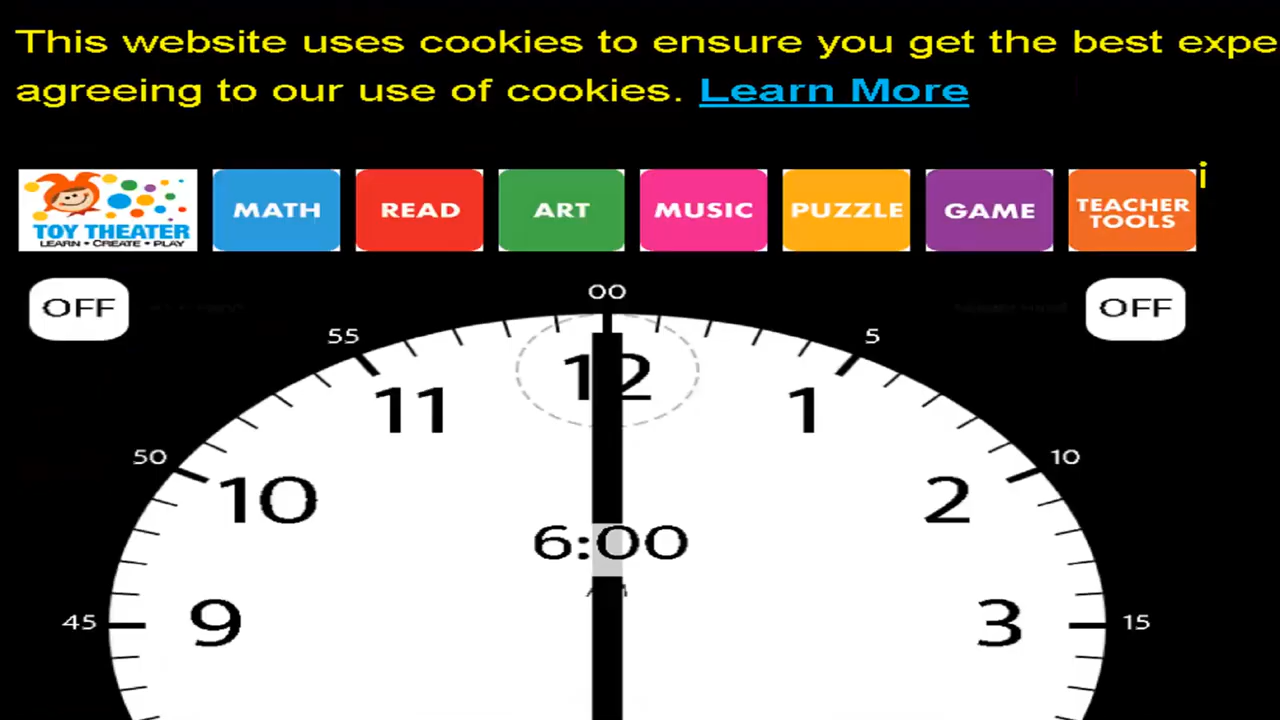 This website uses cookies to ensure you get the best expe
agreeing to our use of cookies. Learn More
i
TOY THEATER
LEARN • CREATE • PLAY
MATH
READ
ART
MUSIC
PUZZLE
GAME
TEACHER
TOOLS
OFF
OFF
00
55
5
12
11
1
50
10
10
2
6:00
45
9
3
15